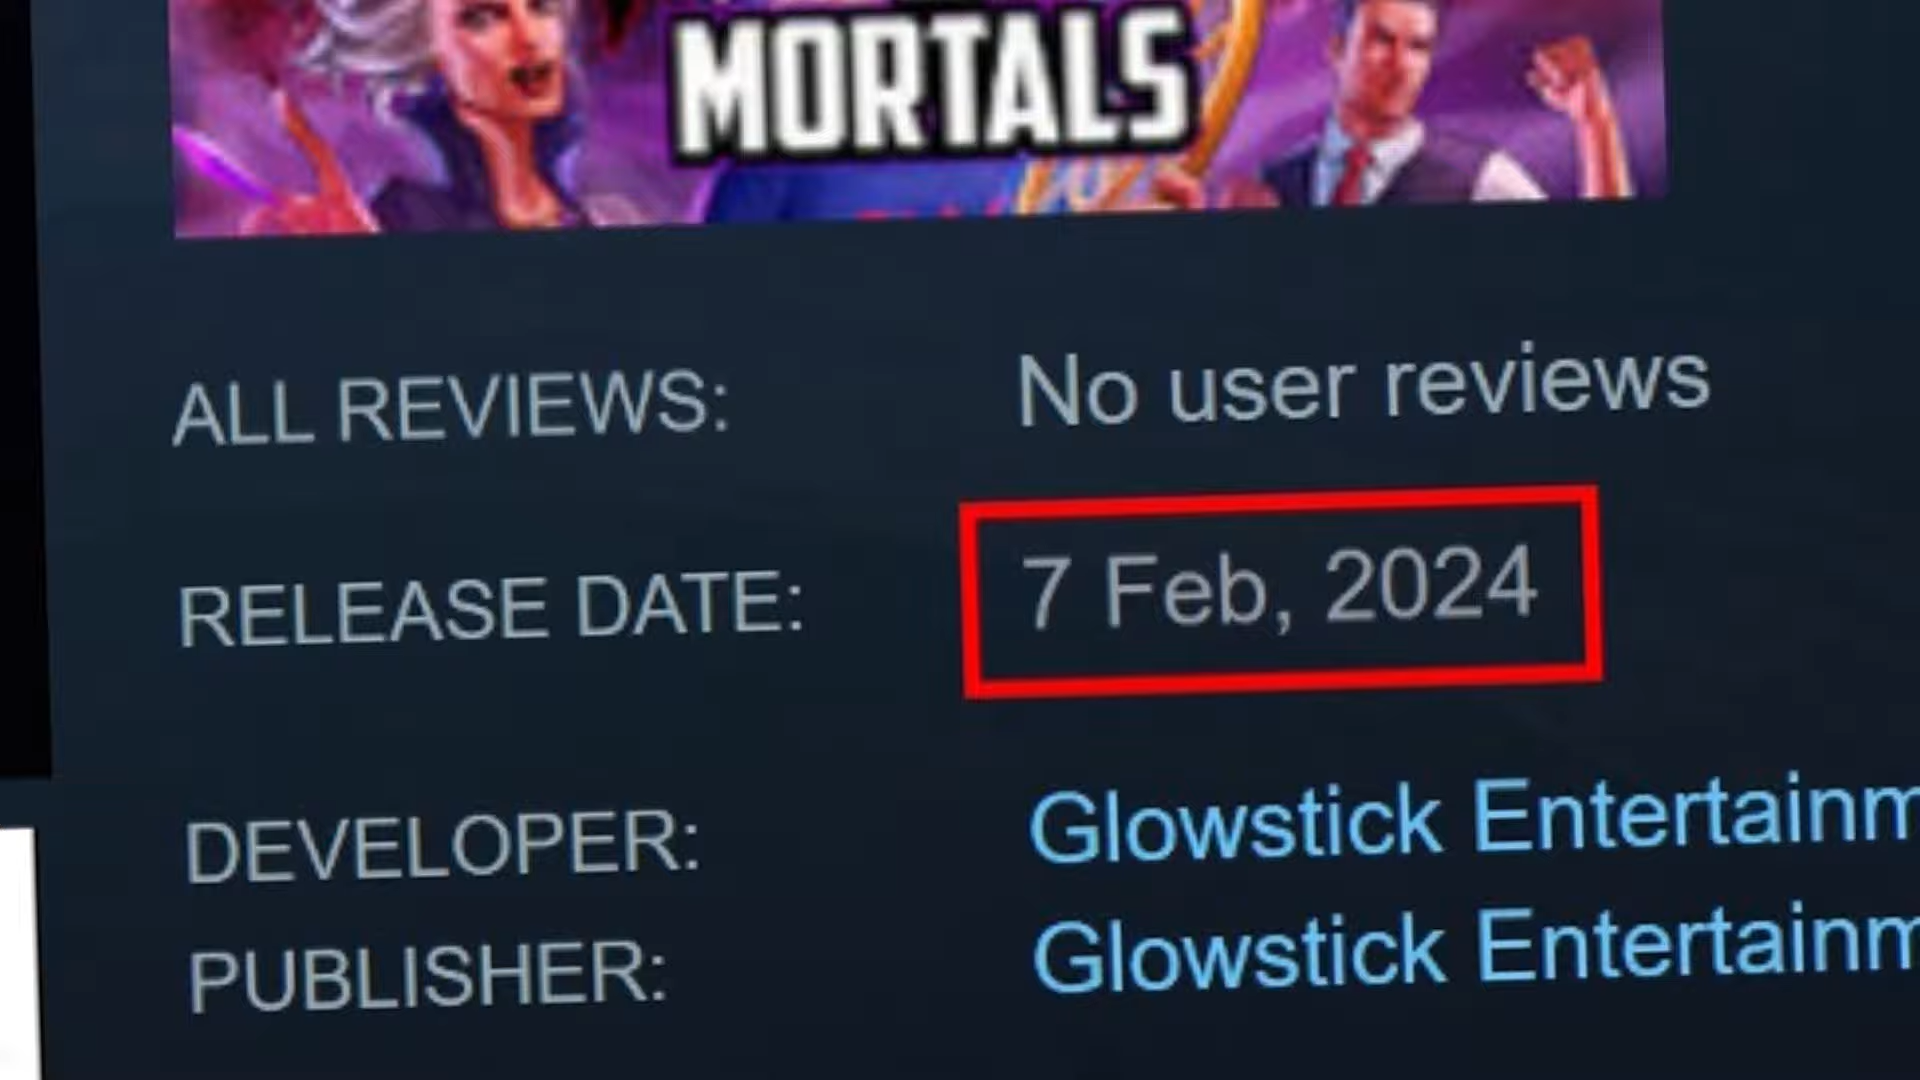 MORTALS
ALL REVIEWS: No user reviews
RELEASE DATE: 7 Feb, 2024
DEVELOPER: Glowstick Entertainm
PUBLISHER: Glowstick Entertainm